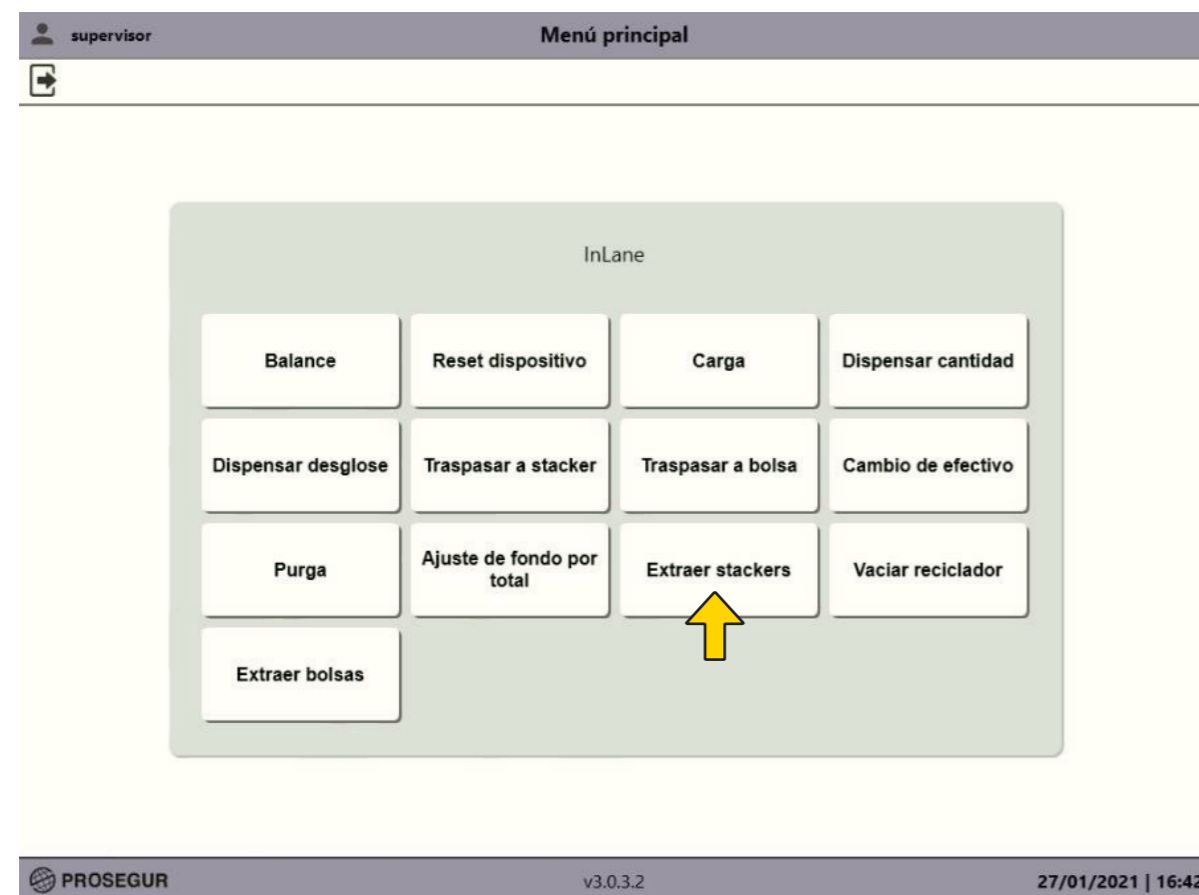 supervisor
Menú principal
InLane
Balance
Reset dispositivo
Carga
Dispensar cantidad
Dispensar desglose
Traspasar a stacker
Traspasar a bolsa
Cambio de efectivo
Purga
Ajuste de fondo por
total
Extraer stackers
Vaciar reciclador
Extraer bolsas
PROSEGUR
v3.0.3.2
27/01/2021 | 16:42